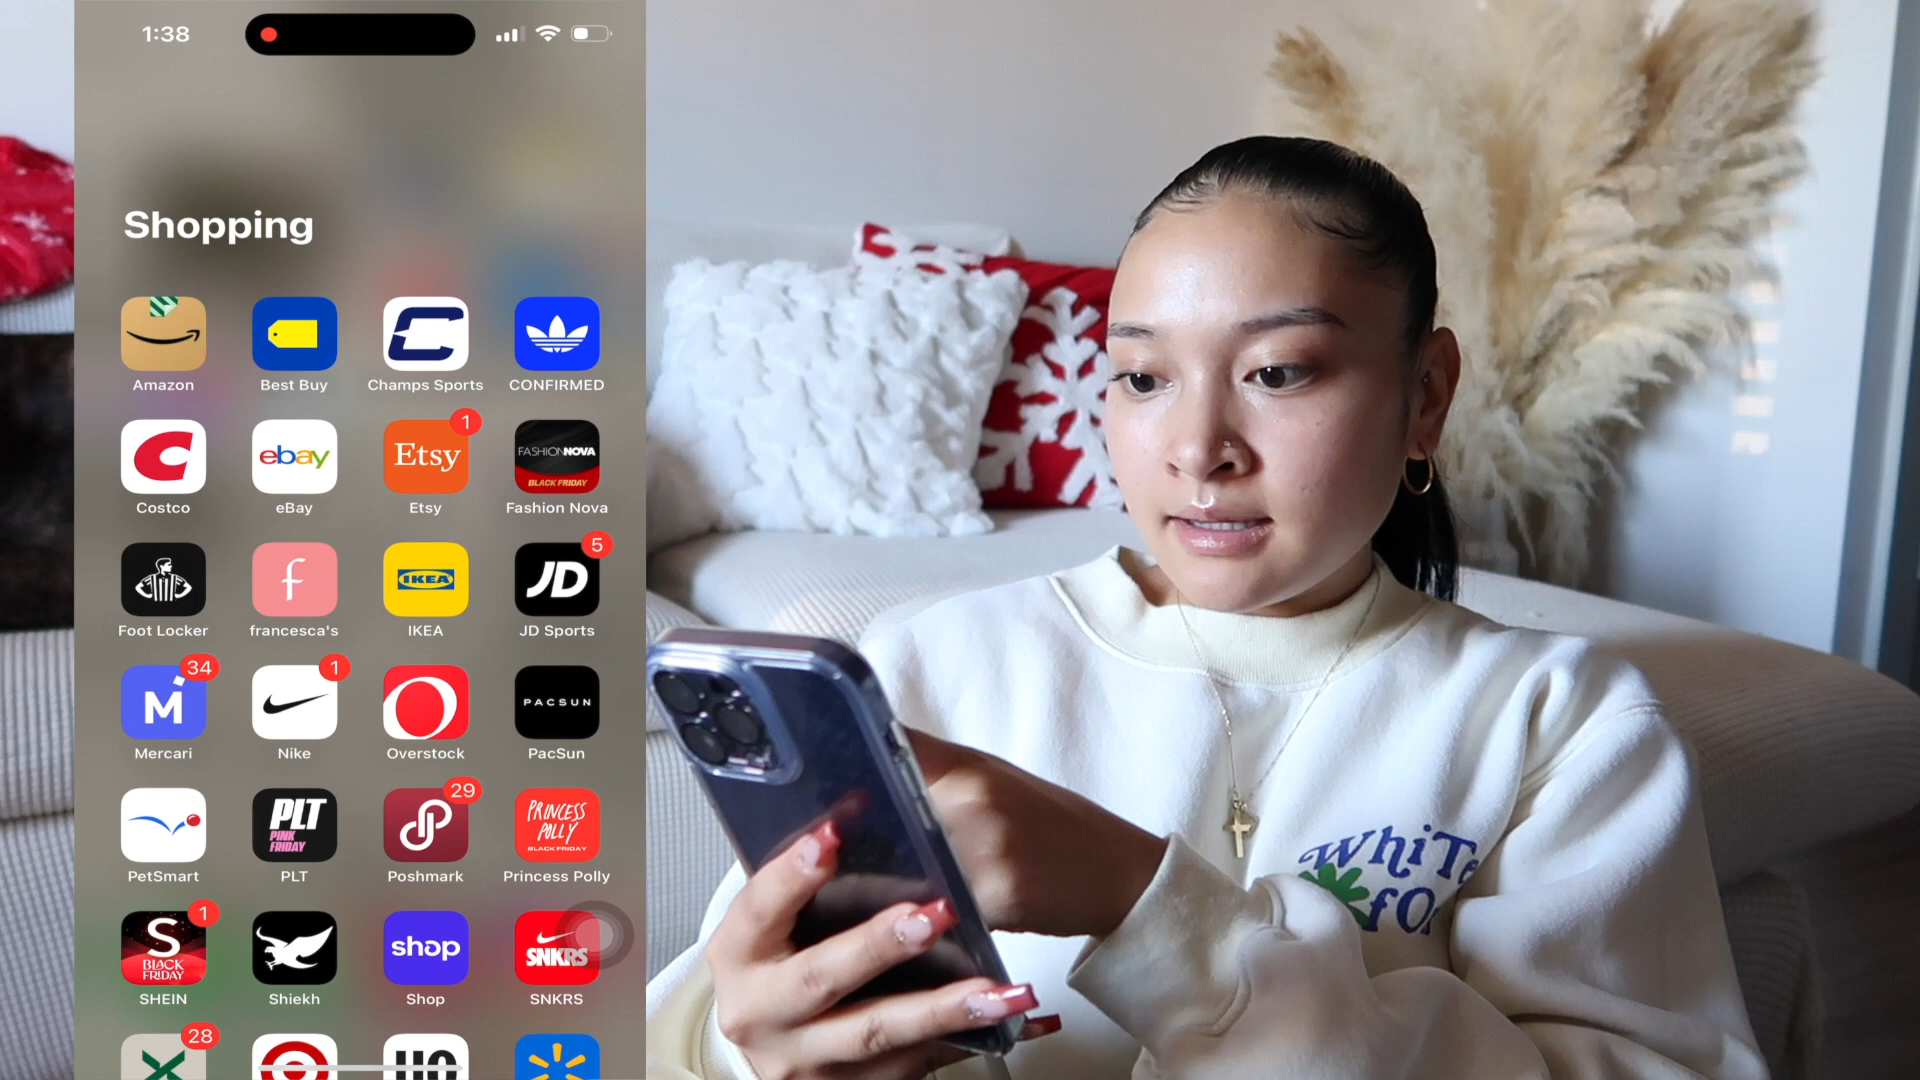 1:38
Shopping
Amazon
Best Buy
Champs Sports
CONFIRMED
1
ebay
Etsy
FASHIONNOVA
BLACK FRIDAY
Costco
eBay
Etsy
Fashion Nova
5
f
IKEA
JD
Foot Locker
francesca's
IKEA
JD Sports
34
1
M
PACSUN
Mercari
Nike
Overstock
PacSun
29
PLT
PINK
FRIDAY
PRINCESS
POLLY
BLACK FRIDAY
PetSmart
PLT
Poshmark
Princess Polly
1
S
BLACK
FRIDAY
shop
SNKRS
SHEIN
Shiekh
Shop
SNKRS
28
UO
WhiTe
fOx